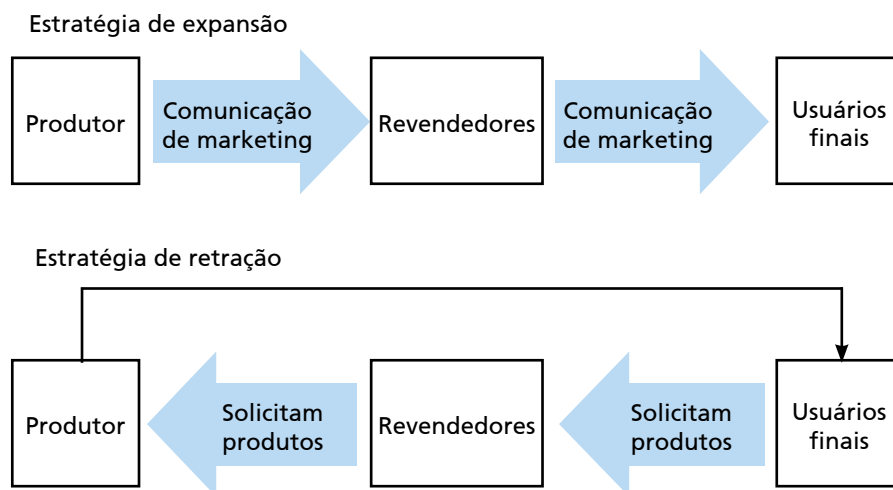 Estratégia de expansão
Produtor
Comunicação
de marketing
Revendedores
Comunicação
de marketing
Usuários
finais
Estratégia de retração
Produtor
Solicitam
produtos
Revendedores
Solicitam
produtos
Usuários
finais